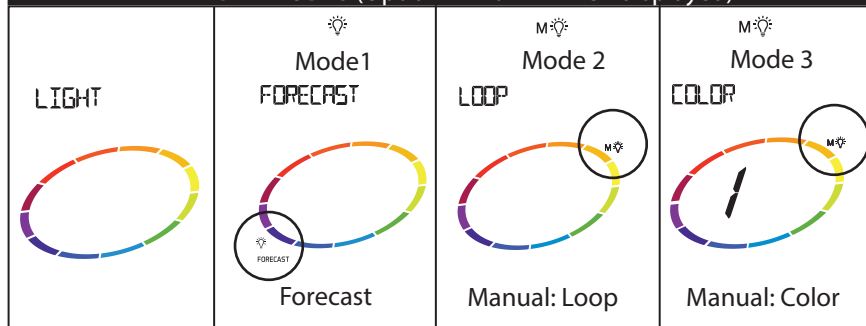 LIGHT
Mode1
FORECAST
FORECAST
Forecast
M
Mode 2
LOOP
M
Manual: Loop
M
Mode 3
COLOR
M
1
Manual: Color